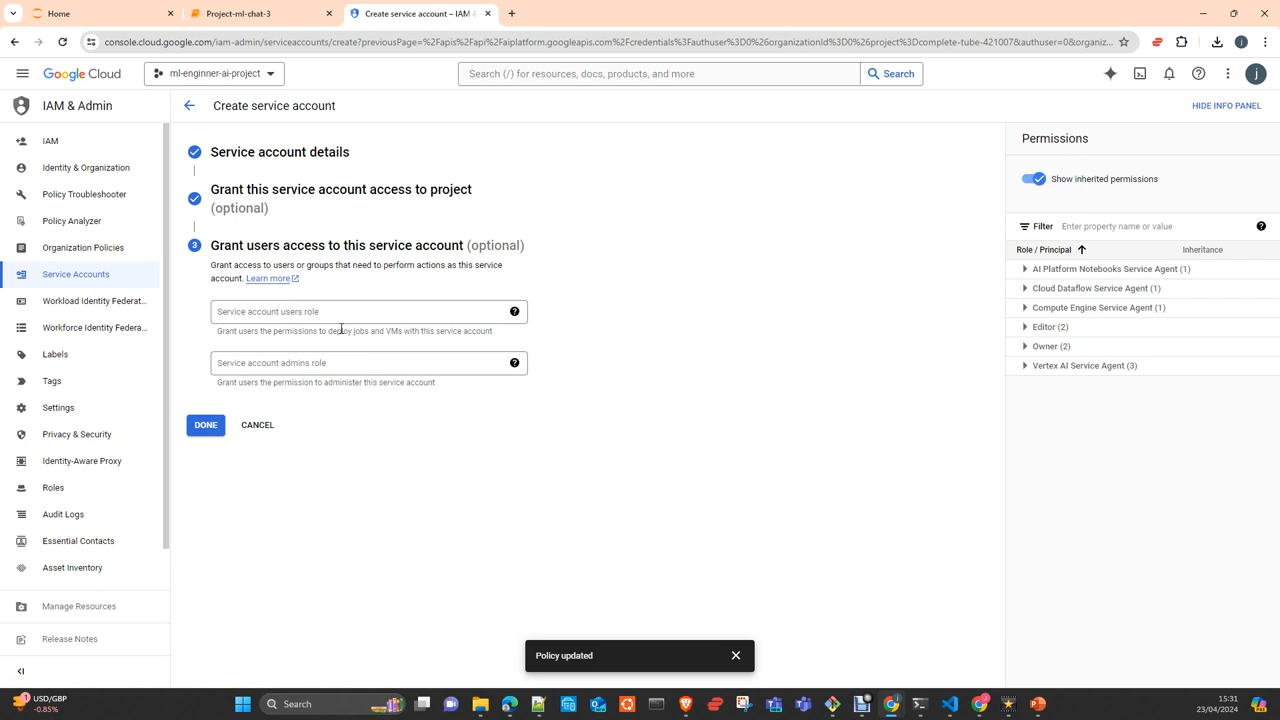 Home
Project-ml-chat-3
Create service account – IAM &
console.cloud.google.com/iam-admin/serviceaccounts/create?previousPage=%2Fapis%2Fapi%2Faiplatform.googleapis.com%2Fcredentials%3Fauthuser%3D0%26organizationId%3D0%26project%3Dcomplete-tube-421007&authuser=0&organiz...
Google Cloud
ml-enginner-ai-project
Search (/) for resources, docs, products, and more
Search
j
IAM & Admin
Create service account
HIDE INFO PANEL
IAM
Identity & Organization
Policy Troubleshooter
Policy Analyzer
Organization Policies
Service Accounts
Workload Identity Federat...
Workforce Identity Federa...
Labels
Tags
Settings
Privacy & Security
Identity-Aware Proxy
Roles
Audit Logs
Essential Contacts
Asset Inventory
Manage Resources
Release Notes
Service account details
Grant this service account access to project
(optional)
3
Grant users access to this service account (optional)
Grant access to users or groups that need to perform actions as this service
account. Learn more
Service account users role
Grant users the permissions to deploy jobs and VMs with this service account
Service account admins role
Grant users the permission to administer this service account
DONE
CANCEL
Permissions
Show inherited permissions
Filter Enter property name or value
Role / Principal
Inheritance
AI Platform Notebooks Service Agent (1)
Cloud Dataflow Service Agent (1)
Compute Engine Service Agent (1)
Editor (2)
Owner (2)
Vertex AI Service Agent (3)
Policy updated
1
USD/GBP
-0.85%
Search
15:31
23/04/2024